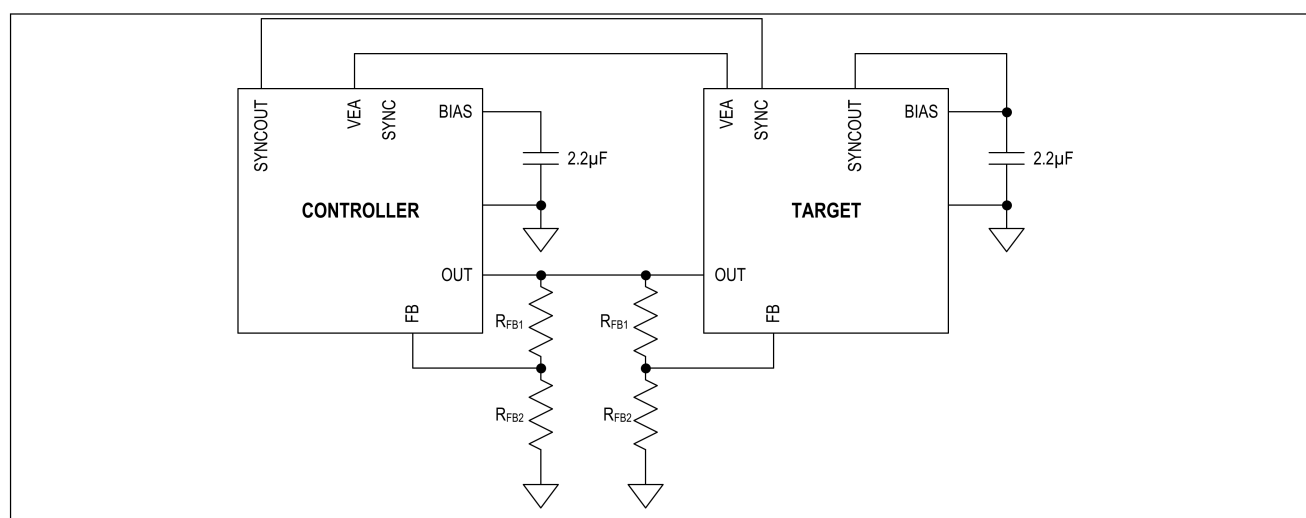 SYNCOUT
VEA
SYNC
BIAS
2.2µF
CONTROLLER
OUT
FB
RFB1
RFB2
VEA
SYNC
SYNCOUT
BIAS
2.2µF
TARGET
OUT
FB
RFB1
RFB2